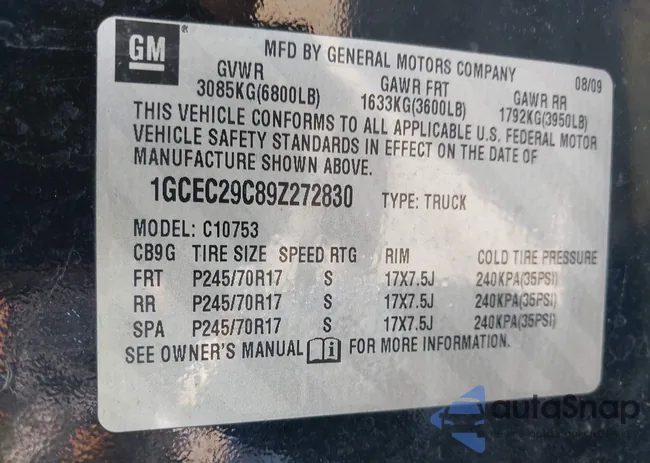 GM ®
MFD BY GENERAL MOTORS COMPANY
08/09
GVWR GAWR FRT GAWR RR
3085KG(6800LB) 1633KG(3600LB) 1792KG(3950LB)
THIS VEHICLE CONFORMS TO ALL APPLICABLE U.S. FEDERAL MOTOR
VEHICLE SAFETY STANDARDS IN EFFECT ON THE DATE OF
MANUFACTURE SHOWN ABOVE.
1GCEC29C89Z272830 TYPE: TRUCK
MODEL: C10753
CB9G TIRE SIZE SPEED RTG RIM COLD TIRE PRESSURE
FRT P245/70R17 S 17X7.5J 240KPA(35PSI)
RR P245/70R17 S 17X7.5J 240KPA(35PSI)
SPA P245/70R17 S 17X7.5J 240KPA(35PSI)
SEE OWNER'S MANUAL FOR MORE INFORMATION.
autoSnap